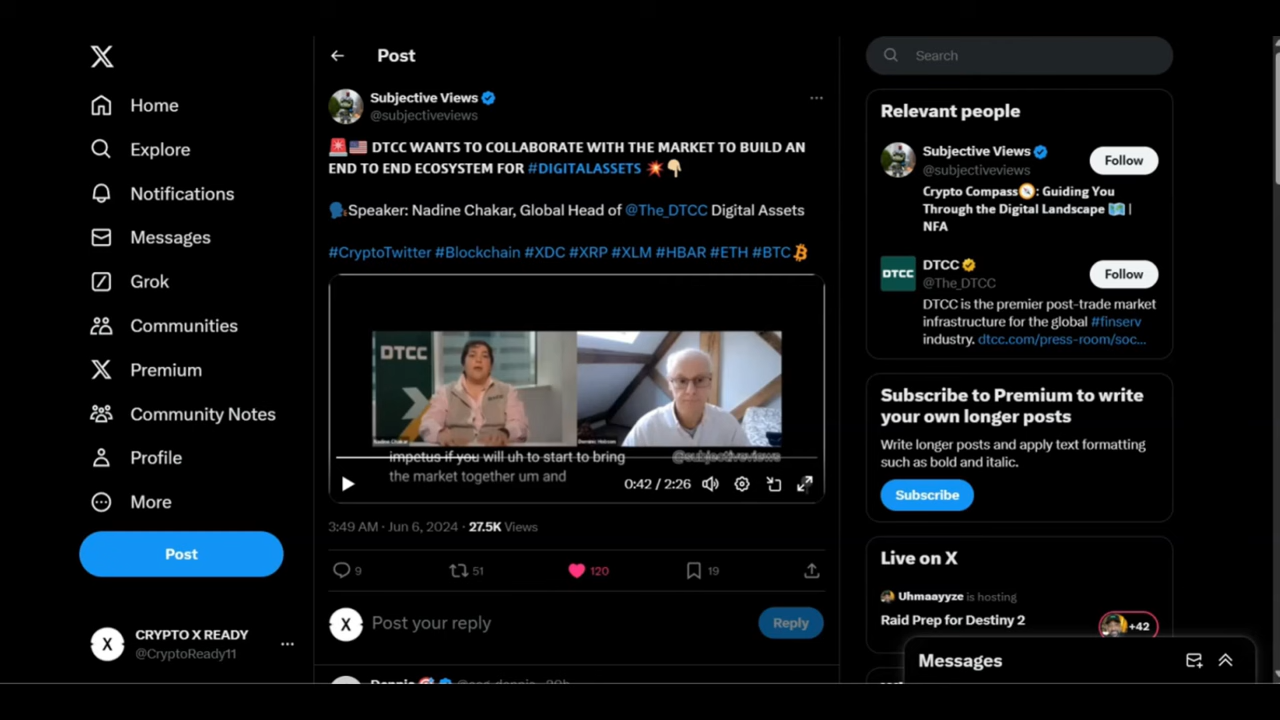 Home
Explore
Notifications
Messages
Grok
Communities
Premium
Community Notes
Profile
More
Post
X
CRYPTO X READY
@CryptoReady11
Post
Subjective Views
@subjectiveviews
🚨🇺🇸 DTCC WANTS TO COLLABORATE WITH THE MARKET TO BUILD AN
END TO END ECOSYSTEM FOR #DIGITALASSETS 💥👇🏻
🗣️Speaker: Nadine Chakar, Global Head of @The_DTCC Digital Assets
#CryptoTwitter #Blockchain #XDC #XRP #XLM #HBAR #ETH #BTC
DTCC
Nadine Chakar
impetus if you will uh to start to bring
the market together um and
@subjectiveviews
0:42 / 2:26
3:49 AM · Jun 6, 2024 · 27.5K Views
9
51
120
19
X
Post your reply
Reply
Search
Relevant people
Subjective Views
@subjectiveviews
Follow
Crypto Compass🧭: Guiding You
Through the Digital Landscape 🗺️ |
NFA
DTCC
DTCC
@The_DTCC
Follow
DTCC is the premier post-trade market
infrastructure for the global #finserv
industry. dtcc.com/press-room/soc...
Subscribe to Premium to write
your own longer posts
Write longer posts and apply text formatting
such as bold and italic.
Subscribe
Live on X
Uhmaayyze is hosting
Raid Prep for Destiny 2
+42
Messages